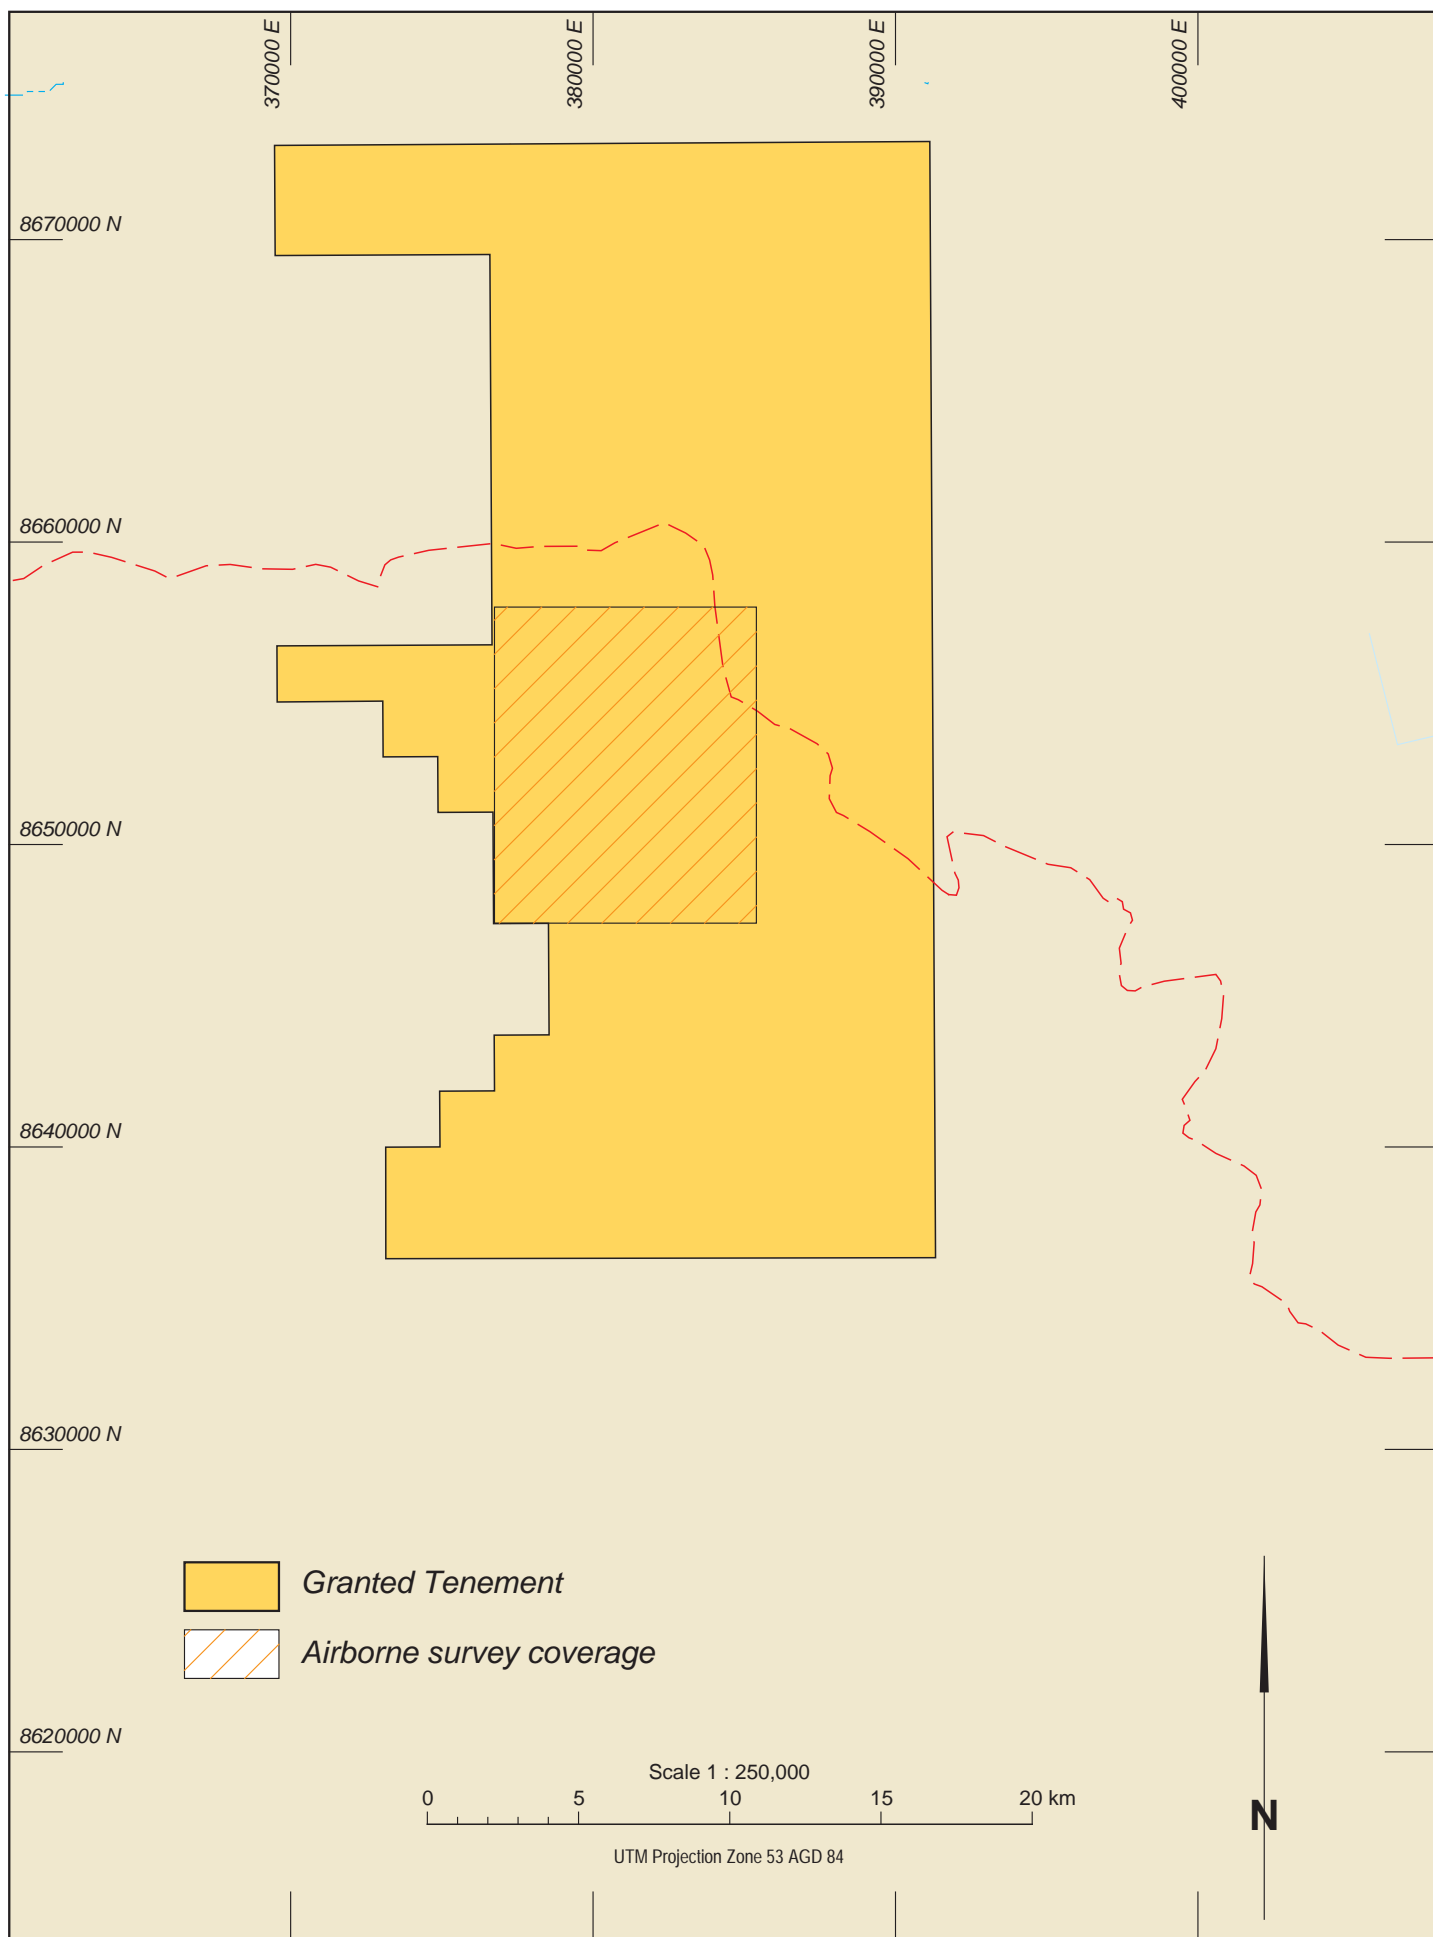 370000 E
380000 E
390000 E
400000 E
8670000 N
8660000 N
8650000 N
8640000 N
8630000 N
Granted Tenement
Airborne survey coverage
8620000 N
Scale 1 : 250,000
0 5 10 15 20 km
N
UTM Projection Zone 53 AGD 84